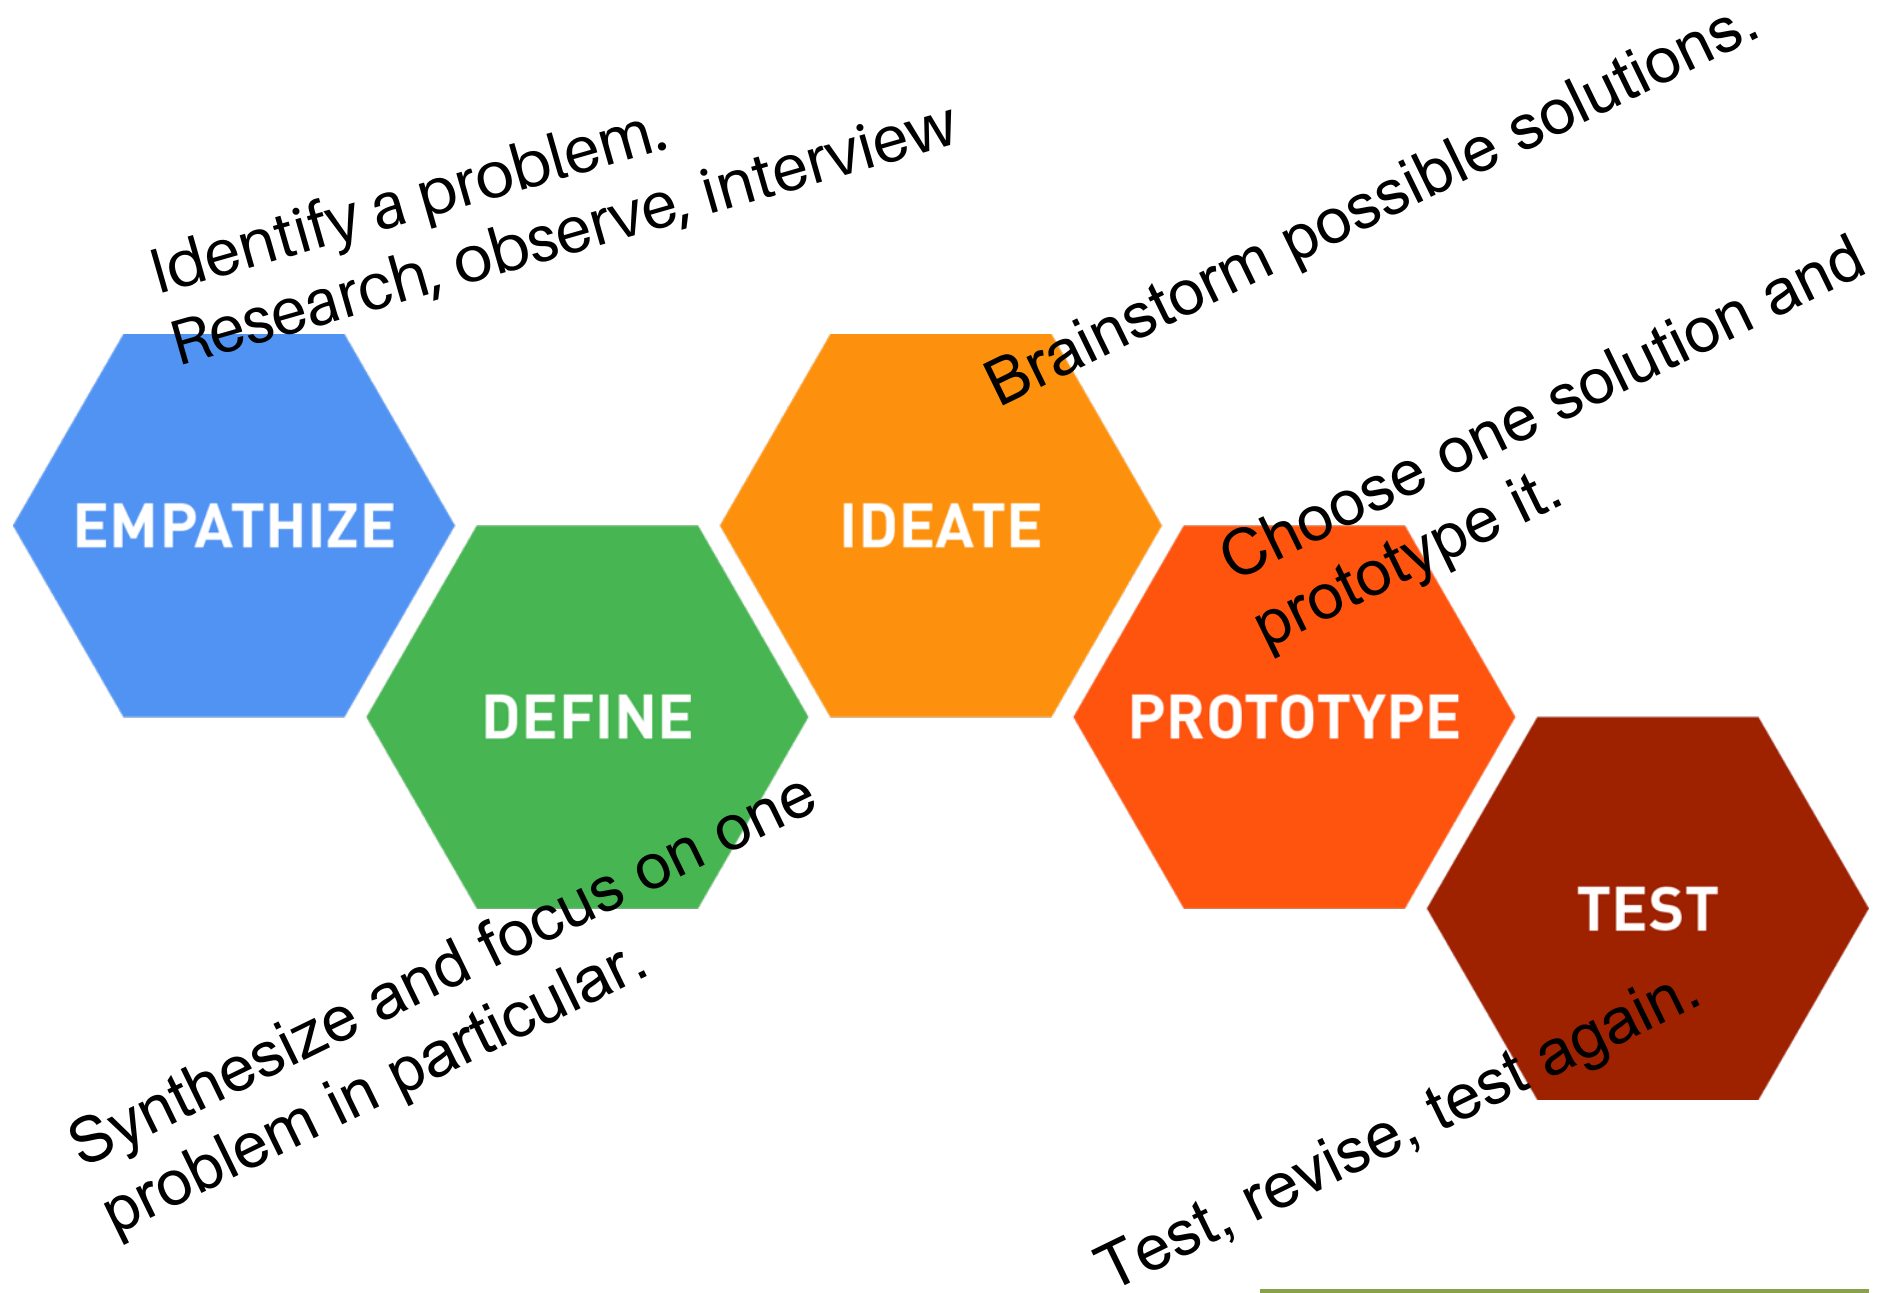 Identify a problem.
Research, observe, interview
EMPATHIZE
DEFINE
Synthesize and focus on one
problem in particular.
IDEATE
Brainstorm possible solutions.
PROTOTYPE
Choose one solution and
prototype it.
TEST
Test, revise, test again.